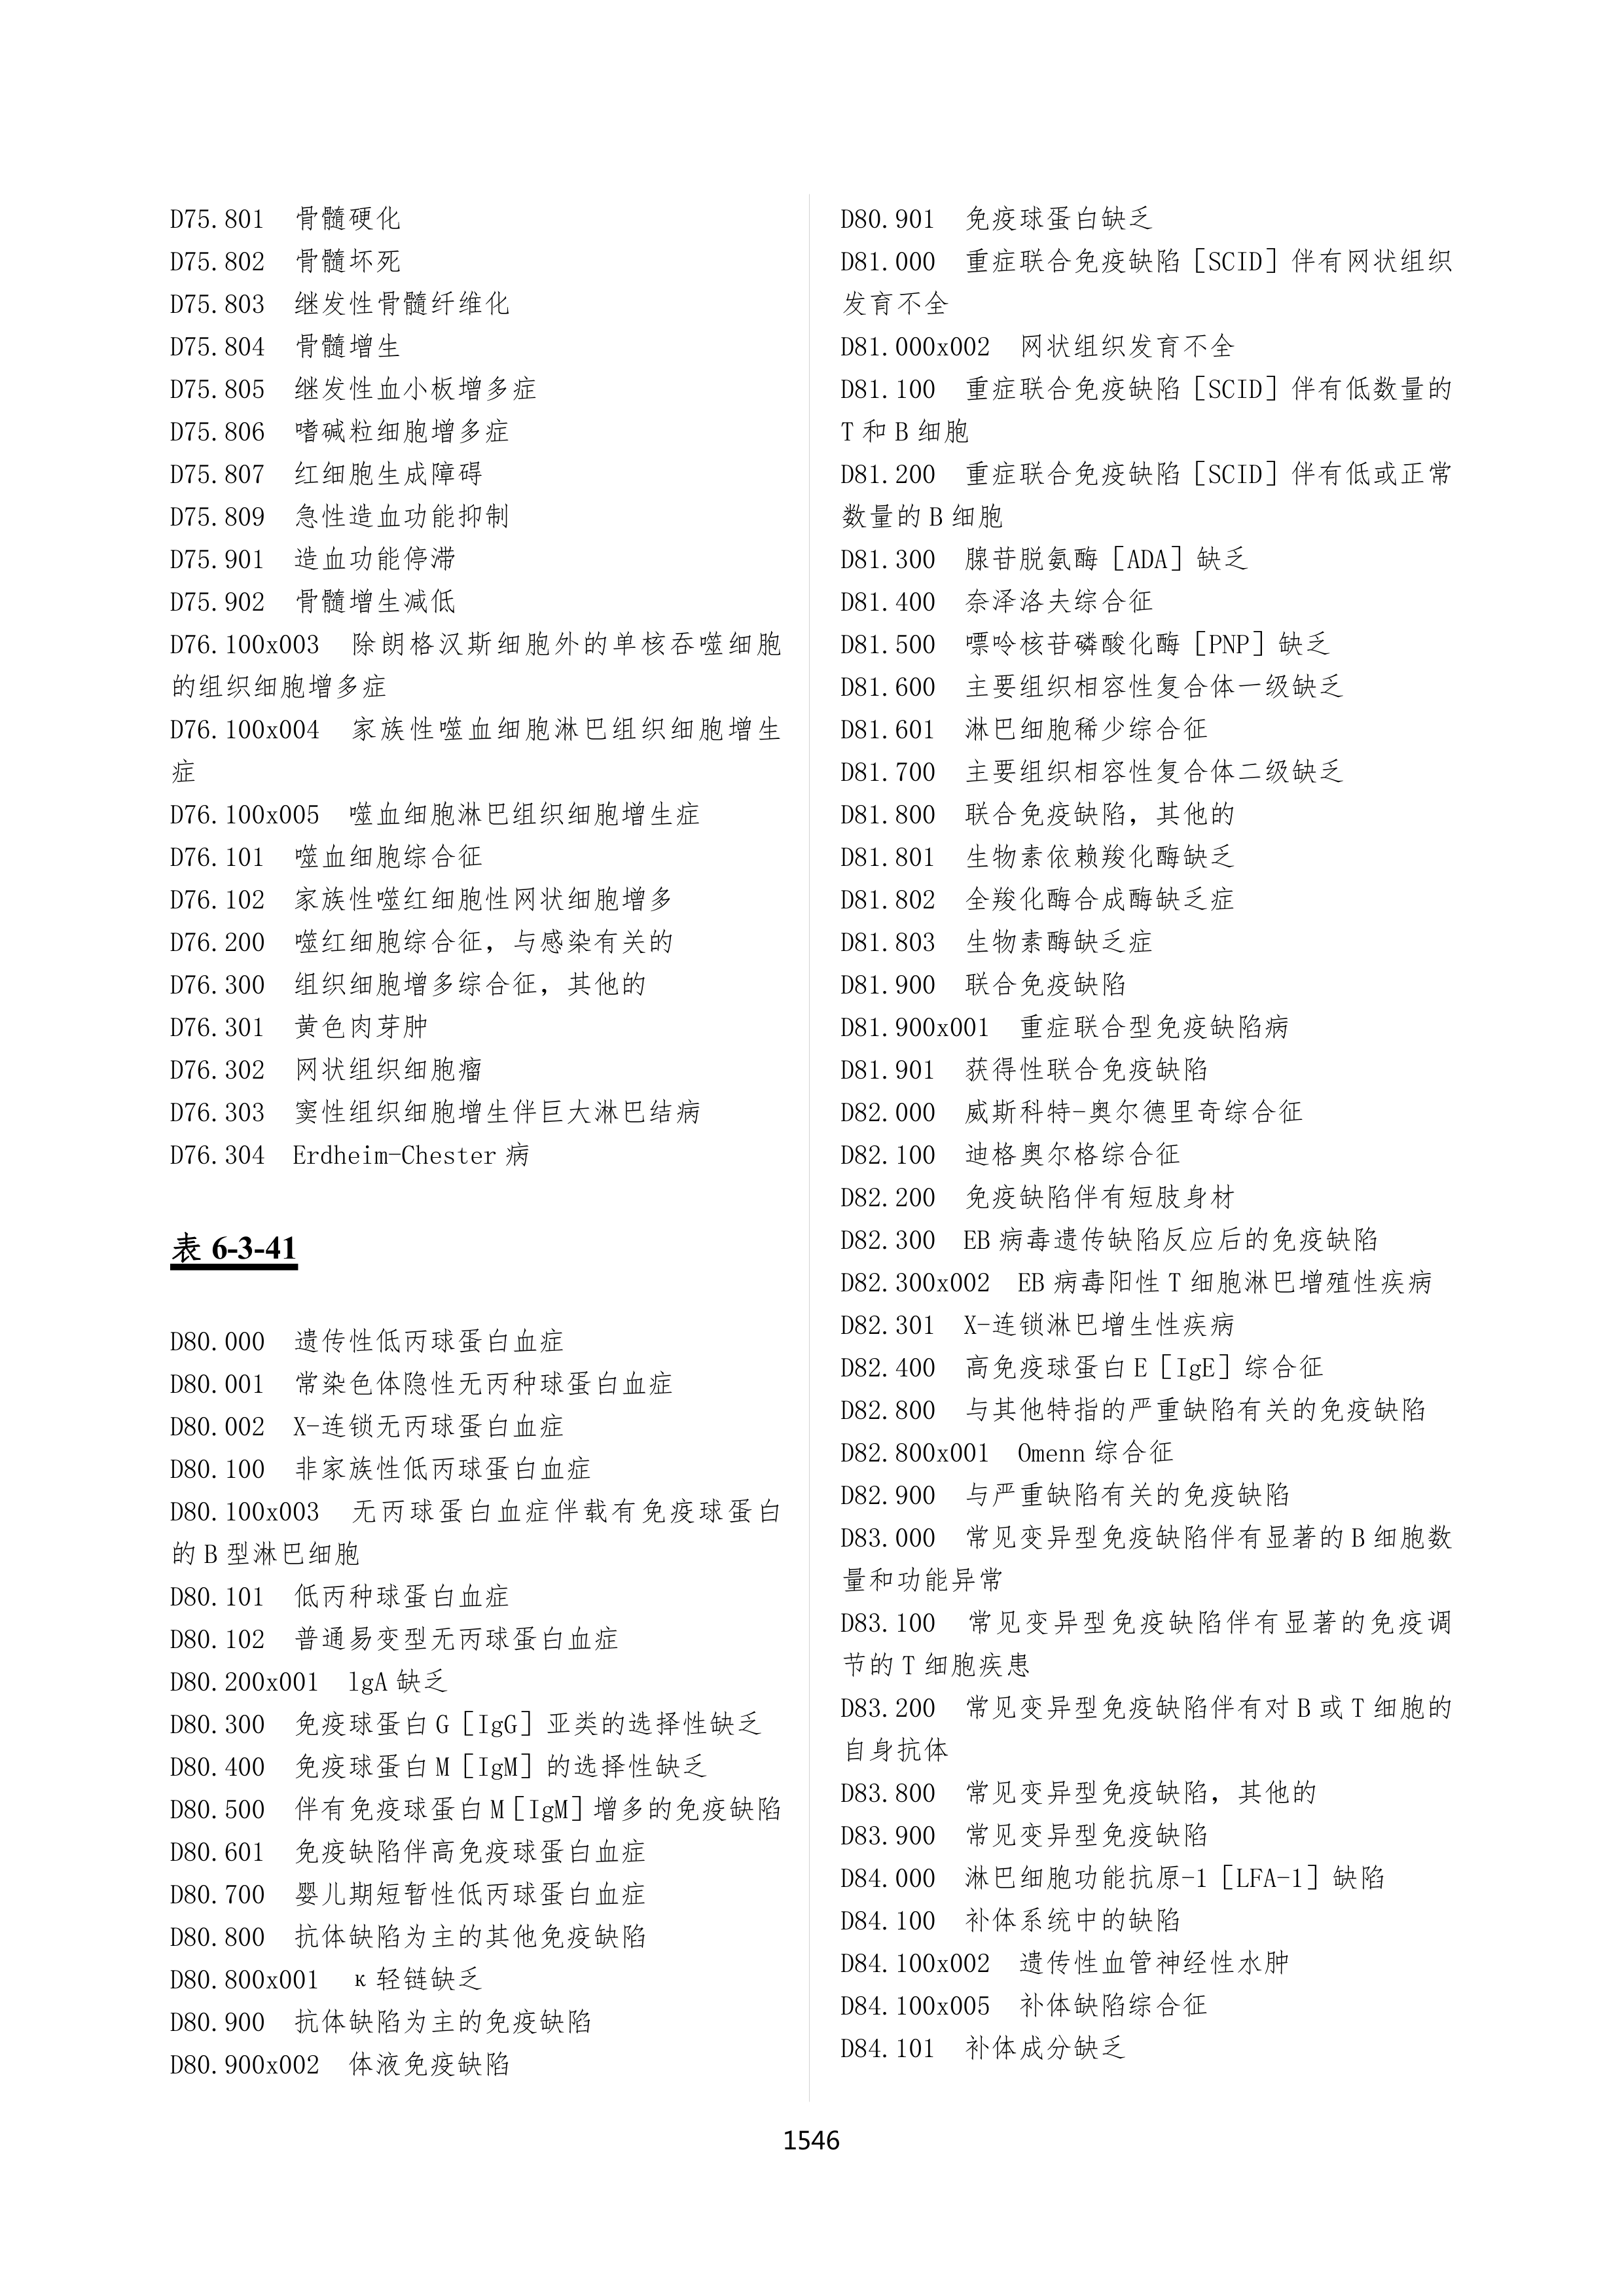 D75.801 骨髓硬化
D75.802 骨髓坏死
D75.803 继发性骨髓纤维化
D75.804 骨髓增生
D75.805 继发性血小板增多症
D75.806 嗜碱粒细胞增多症
D75.807 红细胞生成障碍
D75.809 急性造血功能抑制
D75.901 造血功能停滞
D75.902 骨髓增生减低
D76.100x003 除朗格汉斯细胞外的单核吞噬细胞
的组织细胞增多症
D76.100x004 家族性噬血细胞淋巴组织细胞增生
症
D76.100x005 噬血细胞淋巴组织细胞增生症
D76.101 噬血细胞综合征
D76.102 家族性噬红细胞性网状细胞增多
D76.200 噬红细胞综合征，与感染有关的
D76.300 组织细胞增多综合征，其他的
D76.301 黄色肉芽肿
D76.302 网状组织细胞瘤
D76.303 窦性组织细胞增生伴巨大淋巴结病
D76.304 Erdheim-Chester 病
表 6-3-41
D80.000 遗传性低丙球蛋白血症
D80.001 常染色体隐性无丙种球蛋白血症
D80.002 X-连锁无丙球蛋白血症
D80.100 非家族性低丙球蛋白血症
D80.100x003 无丙球蛋白血症伴载有免疫球蛋白
的 B 型淋巴细胞
D80.101 低丙种球蛋白血症
D80.102 普通易变型无丙球蛋白血症
D80.200x001 lgA 缺乏
D80.300 免疫球蛋白 G［IgG］亚类的选择性缺乏
D80.400 免疫球蛋白 M［IgM］的选择性缺乏
D80.500 伴有免疫球蛋白 M［IgM］增多的免疫缺陷
D80.601 免疫缺陷伴高免疫球蛋白血症
D80.700 婴儿期短暂性低丙球蛋白血症
D80.800 抗体缺陷为主的其他免疫缺陷
D80.800x001 κ轻链缺乏
D80.900 抗体缺陷为主的免疫缺陷
D80.900x002 体液免疫缺陷
D80.901 免疫球蛋白缺乏
D81.000 重症联合免疫缺陷［SCID］伴有网状组织
发育不全
D81.000x002 网状组织发育不全
D81.100 重症联合免疫缺陷［SCID］伴有低数量的
T 和 B 细胞
D81.200 重症联合免疫缺陷［SCID］伴有低或正常
数量的 B 细胞
D81.300 腺苷脱氨酶［ADA］缺乏
D81.400 奈泽洛夫综合征
D81.500 嘌呤核苷磷酸化酶［PNP］缺乏
D81.600 主要组织相容性复合体一级缺乏
D81.601 淋巴细胞稀少综合征
D81.700 主要组织相容性复合体二级缺乏
D81.800 联合免疫缺陷，其他的
D81.801 生物素依赖羧化酶缺乏
D81.802 全羧化酶合成酶缺乏症
D81.803 生物素酶缺乏症
D81.900 联合免疫缺陷
D81.900x001 重症联合型免疫缺陷病
D81.901 获得性联合免疫缺陷
D82.000 威斯科特-奥尔德里奇综合征
D82.100 迪格奥尔格综合征
D82.200 免疫缺陷伴有短肢身材
D82.300 EB 病毒遗传缺陷反应后的免疫缺陷
D82.300x002 EB 病毒阳性 T 细胞淋巴增殖性疾病
D82.301 X-连锁淋巴增生性疾病
D82.400 高免疫球蛋白 E［IgE］综合征
D82.800 与其他特指的严重缺陷有关的免疫缺陷
D82.800x001 Omenn 综合征
D82.900 与严重缺陷有关的免疫缺陷
D83.000 常见变异型免疫缺陷伴有显著的 B 细胞数
量和功能异常
D83.100 常见变异型免疫缺陷伴有显著的免疫调
节的 T 细胞疾患
D83.200 常见变异型免疫缺陷伴有对 B 或 T 细胞的
自身抗体
D83.800 常见变异型免疫缺陷，其他的
D83.900 常见变异型免疫缺陷
D84.000 淋巴细胞功能抗原-1［LFA-1］缺陷
D84.100 补体系统中的缺陷
D84.100x002 遗传性血管神经性水肿
D84.100x005 补体缺陷综合征
D84.101 补体成分缺乏
1546